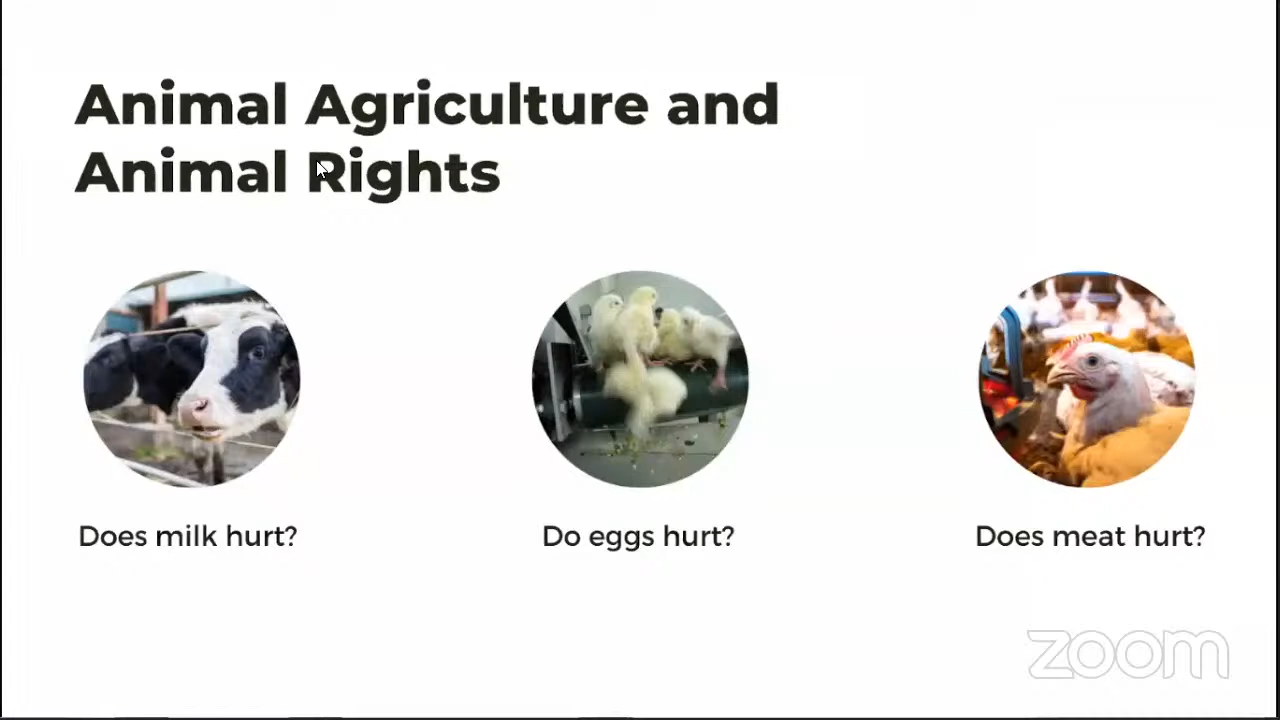 Animal Agriculture and
Animal Rights
Does milk hurt?
Do eggs hurt?
Does meat hurt?
zoom